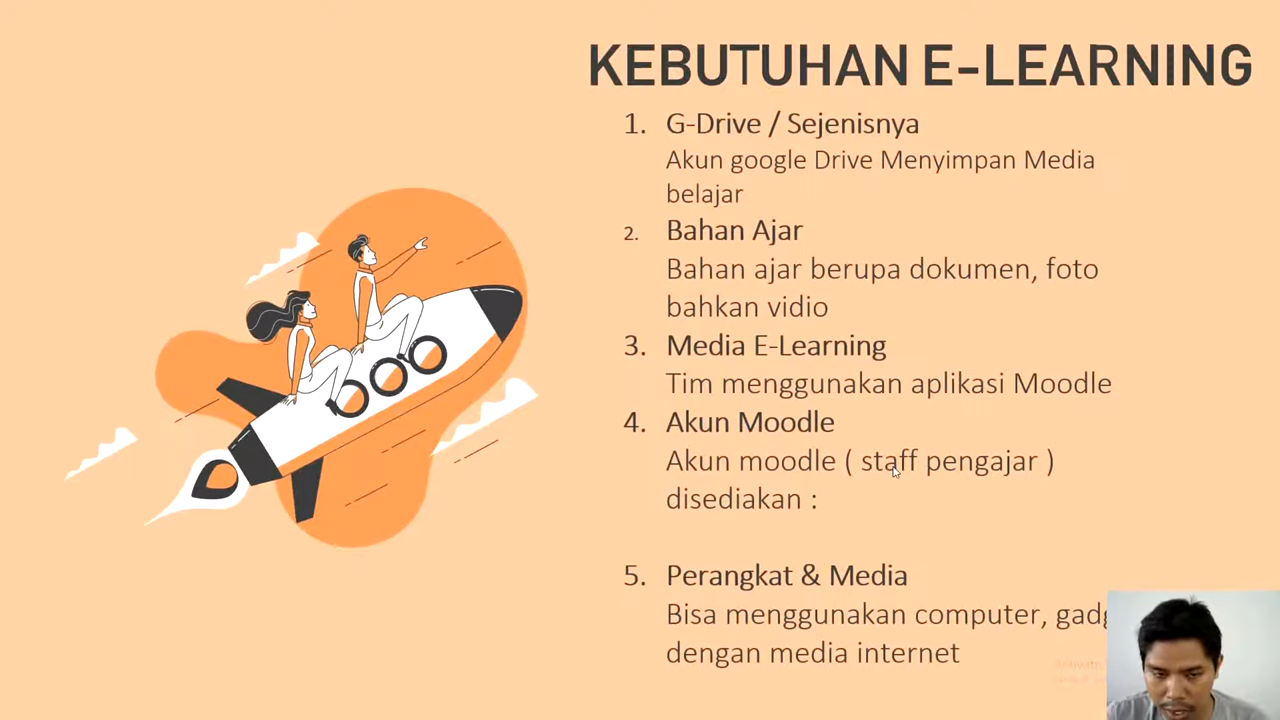 KEBUTUHAN E-LEARNING
1. G-Drive / Sejenisnya
Akun google Drive Menyimpan Media
belajar
2. Bahan Ajar
Bahan ajar berupa dokumen, foto
bahkan vidio
3. Media E-Learning
Tim menggunakan aplikasi Moodle
4. Akun Moodle
Akun moodle ( staff pengajar )
disediakan :
5. Perangkat & Media
Bisa menggunakan computer,
dengan media internet